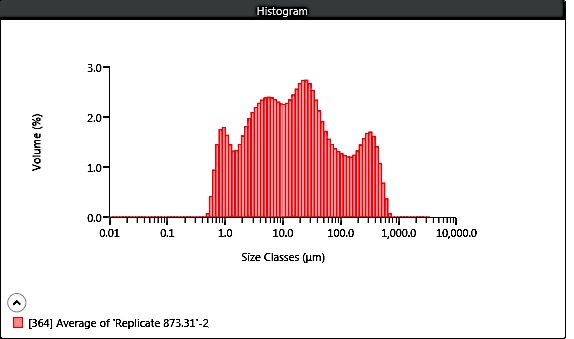 Histogram
3.0
2.0
1.0
0.0
Volume (%)
0.01 0.1 1.0 10.0 100.0 1,000.0 10,000.0
Size Classes (µm)
[364] Average of "Replicate 873.31"-2